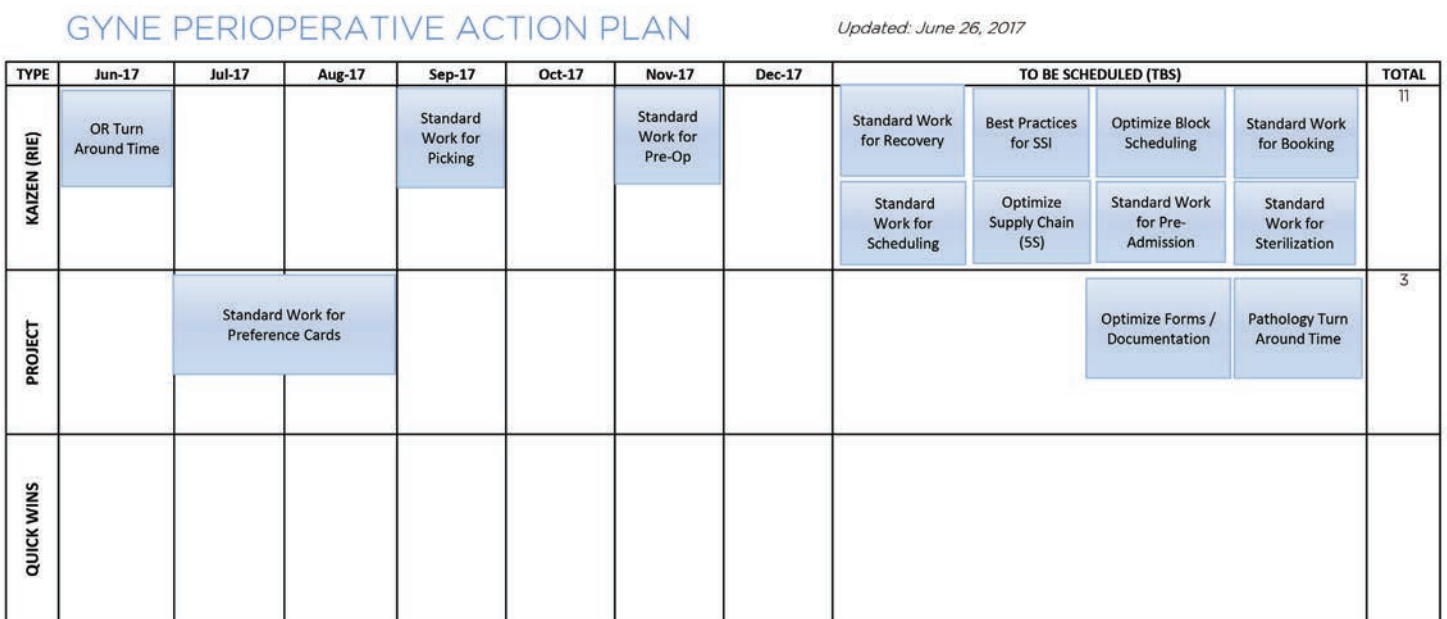 GYNE PERIOPERATIVE ACTION PLAN
Updated: June 26, 2017
TYPE
Jun-17
Jul-17
Aug-17
Sep-17
Oct-17
Nov-17
Dec-17
TO BE SCHEDULED (TBS)
TOTAL
KAIZEN (RIE)
OR Turn
Around Time
Standard
Work for
Picking
Standard
Work for
Pre-Op
Standard Work
for Recovery
Best Practices
for SSI
Optimize Block
Scheduling
Standard Work
for Booking
11
Standard
Work for
Scheduling
Optimize
Supply Chain
(5S)
Standard Work
for Pre-
Admission
Standard
Work for
Sterilization
PROJECT
Standard Work for
Preference Cards
Optimize Forms /
Documentation
Pathology Turn
Around Time
3
QUICK WINS